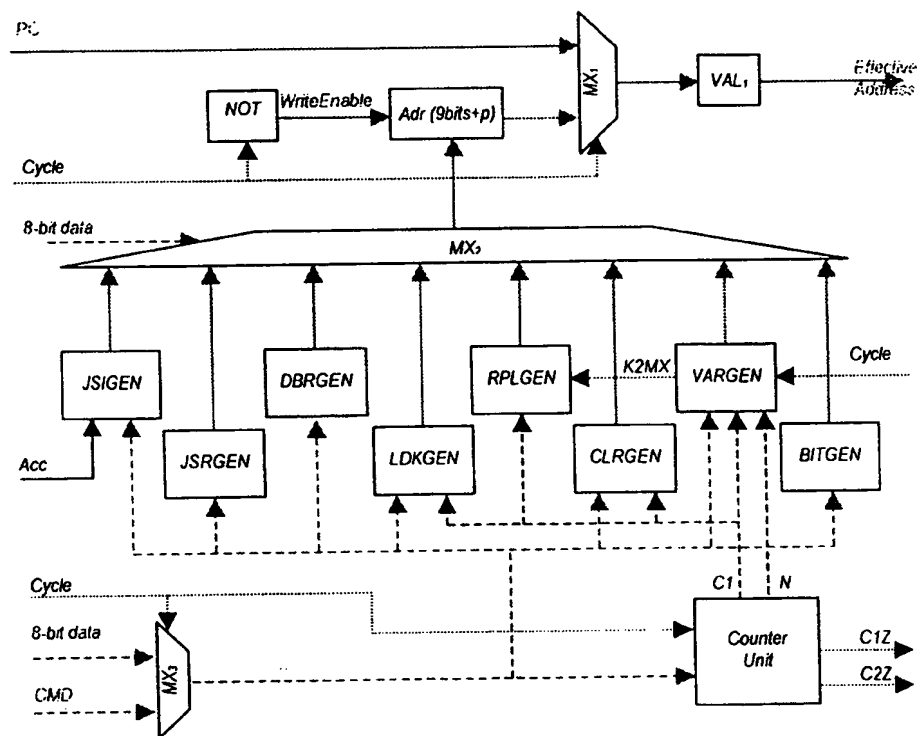 PC
MX₁
VAL₁
Effective
Address
NOT
WriteEnable
Adr (9bits+p)
Cycle
8-bit data
MX₂
JSIGEN
DBRGEN
RPLGEN
K2MX
VARGEN
Cycle
Acc
JSRGEN
LDKGEN
CLRGEN
BITGEN
C1
N
Cycle
8-bit data
CMD
MX₃
Counter
Unit
C1Z
C2Z